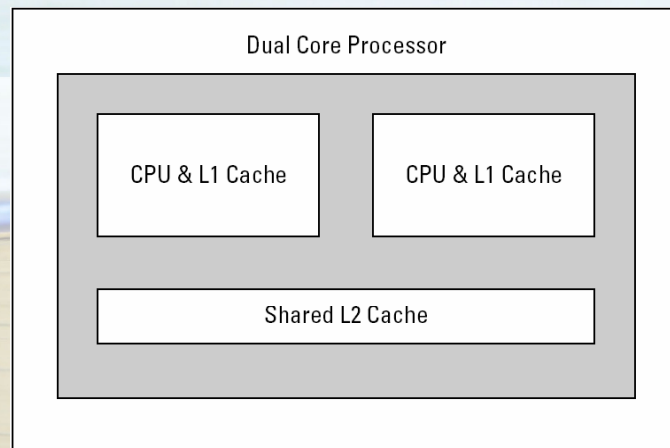 Dual Core Processor
CPU & L1 Cache
CPU & L1 Cache
Shared L2 Cache